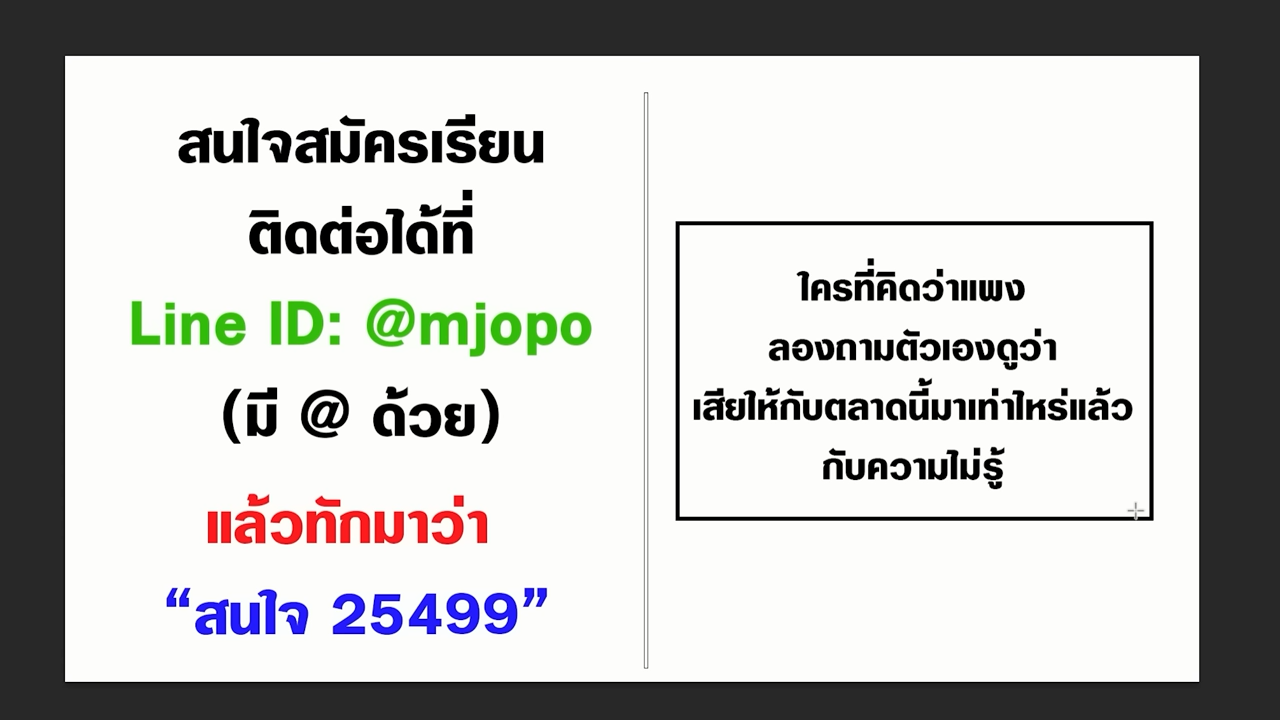 สนใจสมัครเรียน
ติดต่อได้ที่
Line ID: @mjopo
(มี @ ด้วย)
แล้วทักมาว่า
“สนใจ 25499”
ใครที่คิดว่าแพง
ลองถามตัวเองดูว่า
เสียให้กับตลาดนี้มาเท่าไหร่แล้ว
กับความไม่รู้